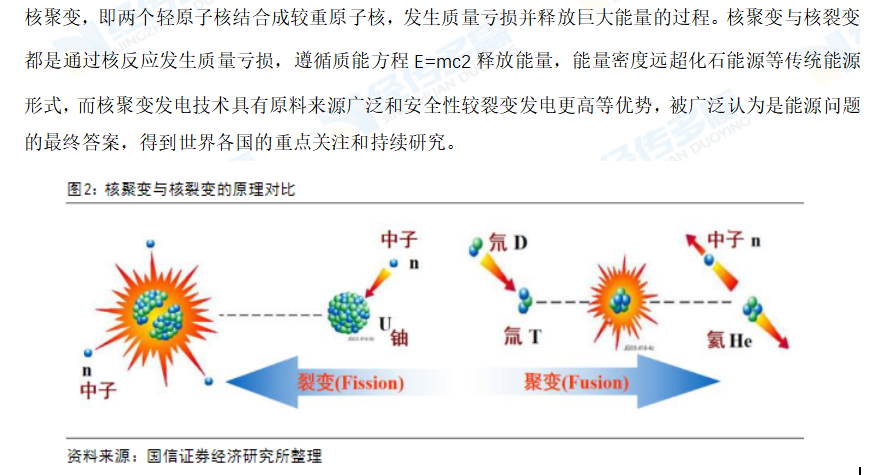 核聚变，即两个轻原子核结合成较重原子核，发生质量亏损并释放巨大能量的过程。核聚变与核裂变
都是通过核反应发生质量亏损，遵循质能方程 E=mc2 释放能量，能量密度远超化石能源等传统能源
形式，而核聚变发电技术具有原料来源广泛和安全性较裂变发电更高等优势，被广泛认为是能源问题
的最终答案，得到世界各国的重点关注和持续研究。
图2：核聚变与核裂变的原理对比
中子
n
U
铀
n
中子
裂变(Fission)
氘 D
氚 T
中子 n
氦 He
聚变(Fusion)
资料来源：国信证券经济研究所整理